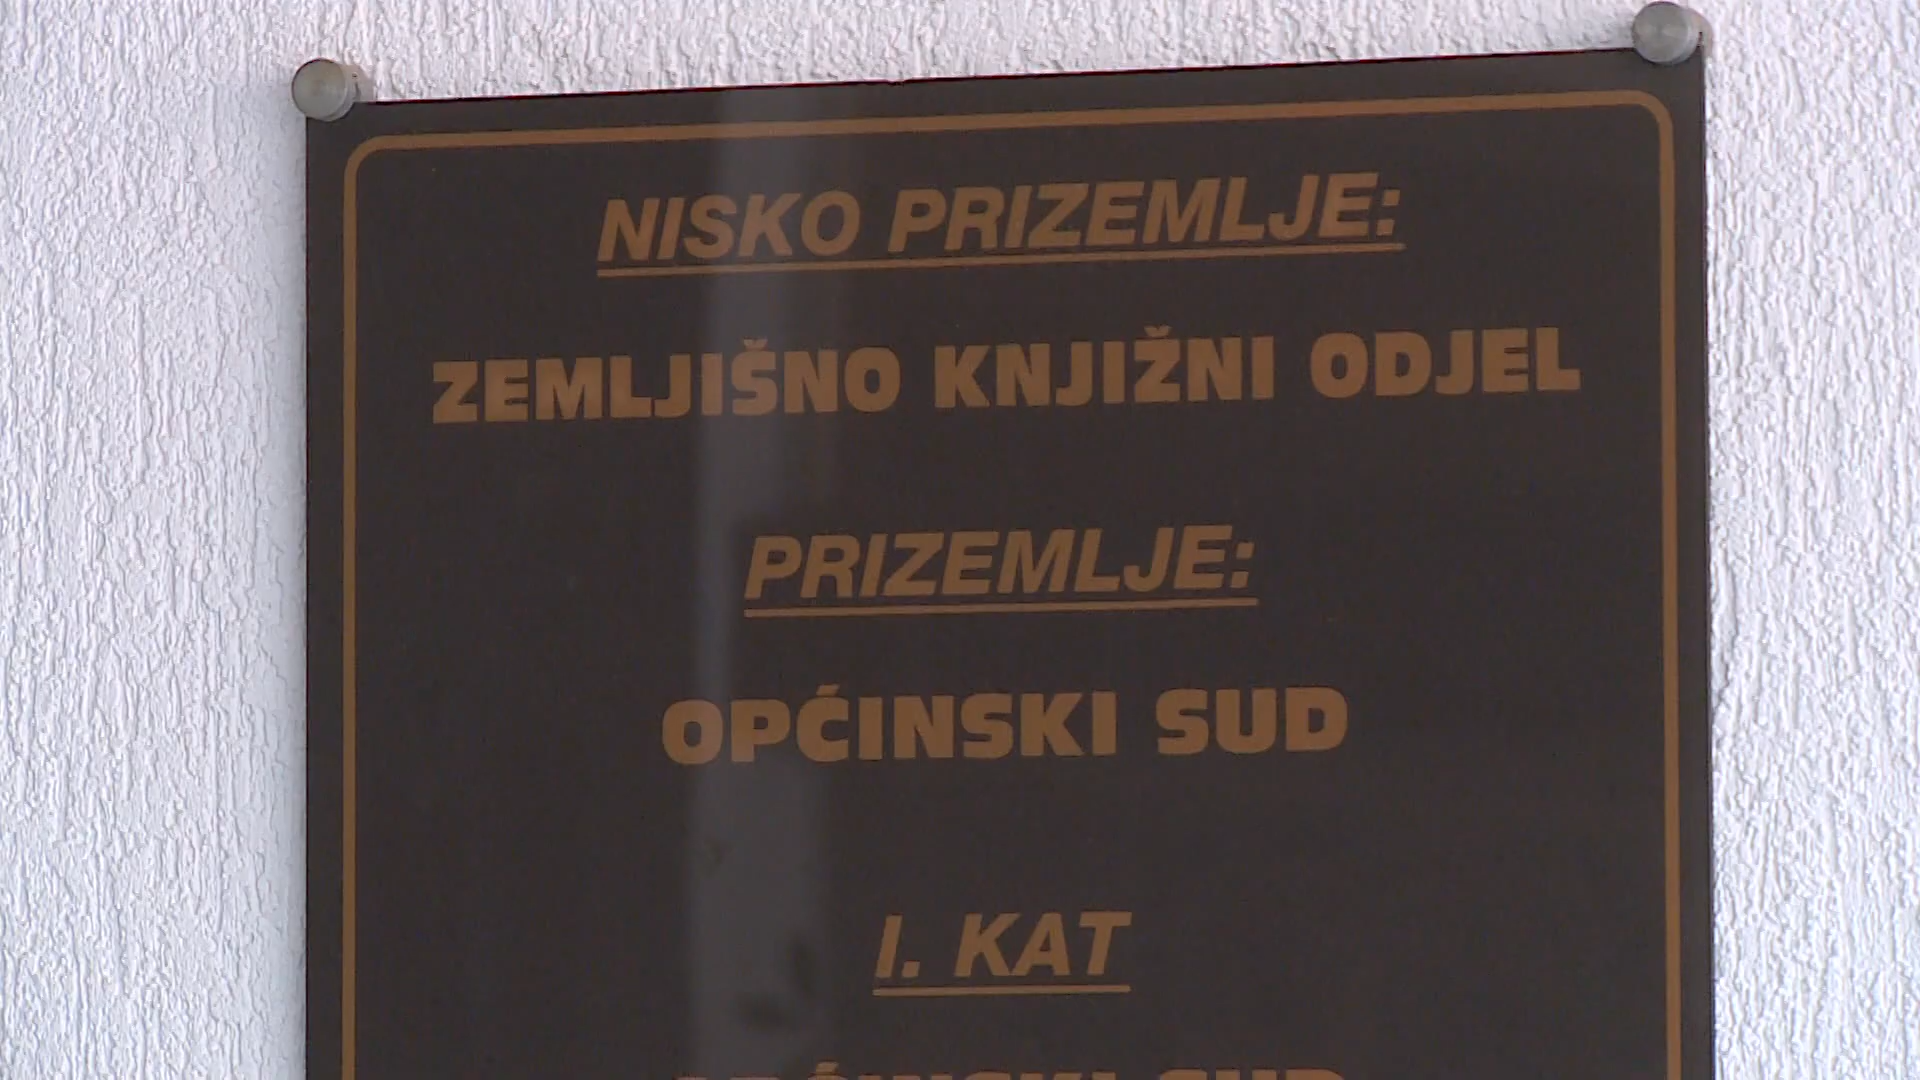 NISKO PRIZEMLJE:
ZEMLJIŠNO KNJIŽNI ODJEL
PRIZEMLJE:
OPĆINSKI SUD
I. KAT